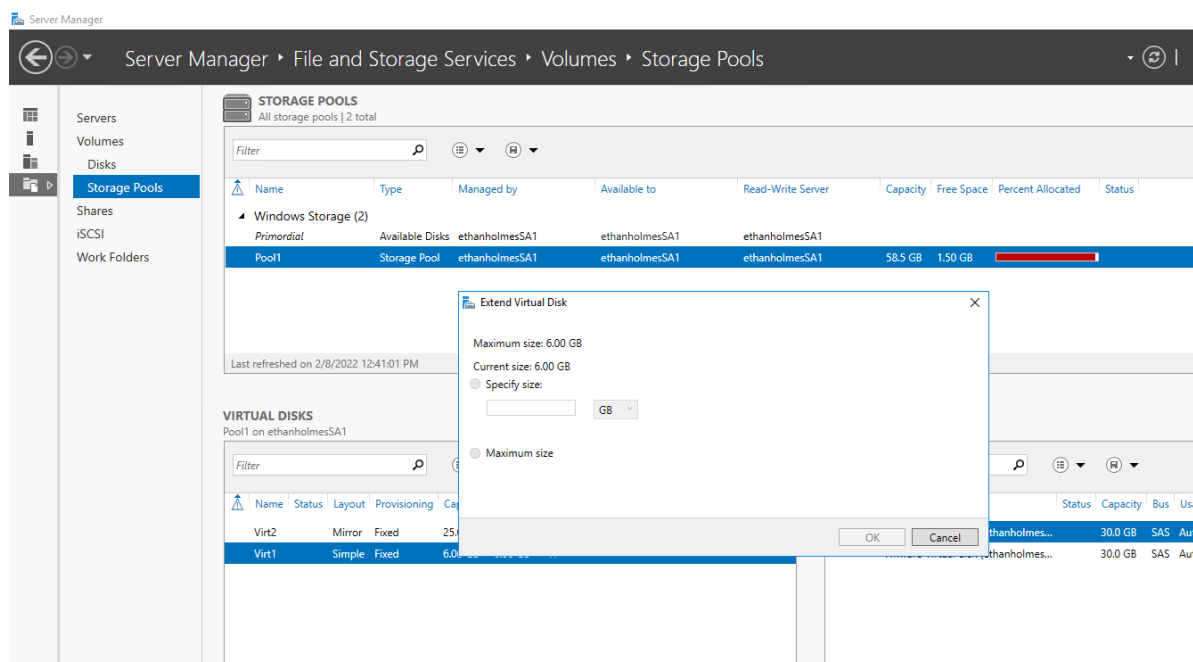 Server Manager
Server Manager ‣ File and Storage Services ‣ Volumes ‣ Storage Pools
Servers
Volumes
Disks
Storage Pools
Shares
iSCSI
Work Folders
STORAGE POOLS
All storage pools | 2 total
Filter
Name Type Managed by Available to Read-Write Server Capacity Free Space Percent Allocated Status
Windows Storage (2)
Primordial Available Disks ethanholmesSA1 ethanholmesSA1 ethanholmesSA1
Pool1 Storage Pool ethanholmesSA1 ethanholmesSA1 ethanholmesSA1 58.5 GB 1.50 GB
Last refreshed on 2/8/2022 12:41:01 PM
Extend Virtual Disk
Maximum size: 6.00 GB
Current size: 6.00 GB
Specify size:
GB
Maximum size
OK Cancel
VIRTUAL DISKS
Pool1 on ethanholmesSA1
Filter
Name Status Layout Provisioning
Virt2 Mirror Fixed
Virt1 Simple Fixed
Status Capacity Bus
30.0 GB SAS
30.0 GB SAS